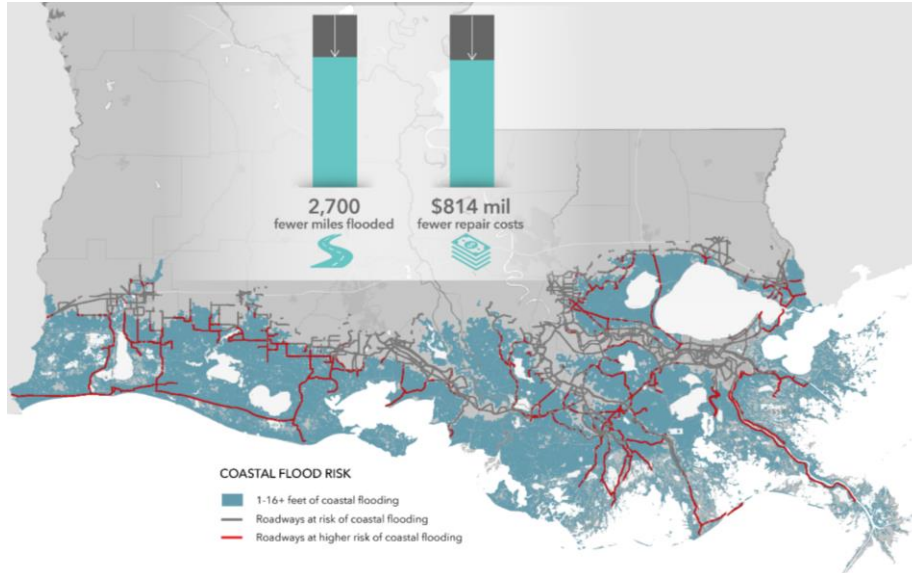 2,700
fewer miles flooded
$814 mil
fewer repair costs
COASTAL FLOOD RISK
1-16+ feet of coastal flooding
Roadways at risk of coastal flooding
Roadways at higher risk of coastal flooding